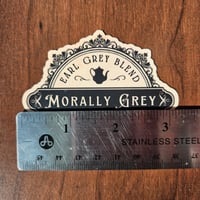 EARL GREY BLEND
MORALLY GREY
1 2 3
STAINLESS STEEL